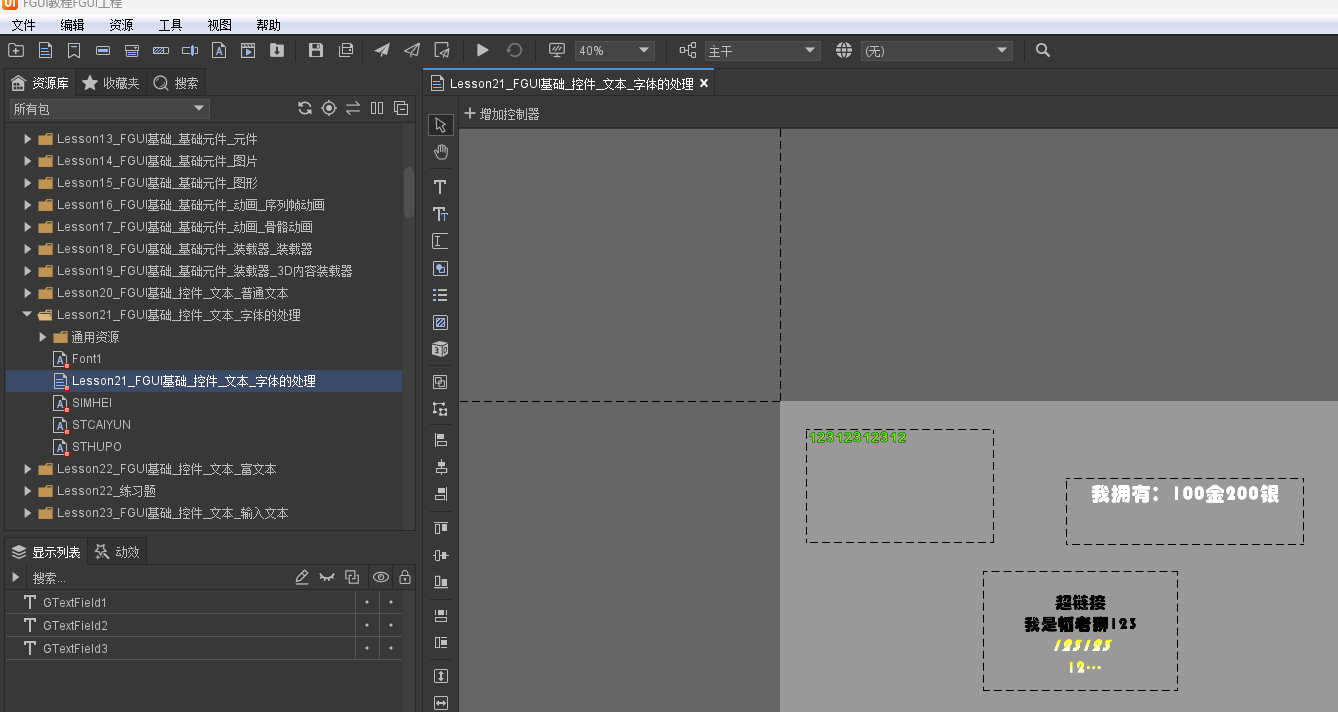 FGUI教程FGUI工程
文件 编辑 资源 工具 视图 帮助
40% 主干 (无)
资源库 收藏夹 搜索
Lesson21_FGUI基础_控件_文本_字体的处理
所有包
增加控制器
Lesson13_FGUI基础_基础元件_元件
Lesson14_FGUI基础_基础元件_图片
Lesson15_FGUI基础_基础元件_图形
Lesson16_FGUI基础_基础元件_动画_序列帧动画
Lesson17_FGUI基础_基础元件_动画_骨骼动画
Lesson18_FGUI基础_基础元件_装载器_装载器
Lesson19_FGUI基础_基础元件_装载器_3D内容装载器
Lesson20_FGUI基础_控件_文本_普通文本
Lesson21_FGUI基础_控件_文本_字体的处理
通用资源
Font1
Lesson21_FGUI基础_控件_文本_字体的处理
SIMHEI
STCAIYUN
STHUPO
Lesson22_FGUI基础_控件_文本_富文本
Lesson22_练习题
Lesson23_FGUI基础_控件_文本_输入文本
显示列表 动效
搜索...
GTextField1
GTextField2
GTextField3
12312312312
我拥有：100金200银
超链接
123123
12…